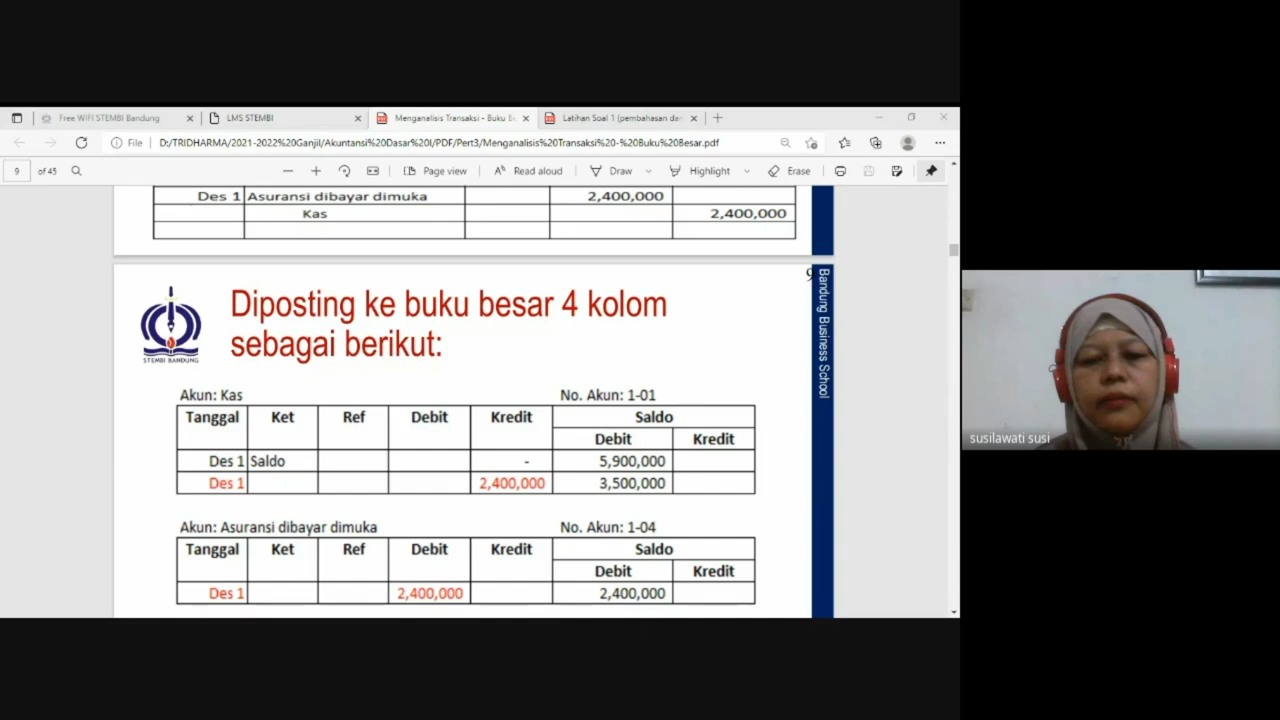 Free WIFI STEMBI Bandung
LMS STEMBI
Menganalisis Transaksi - Buku B
Latihan Soal 1 (pembahasan dan
File
D:/TRIDHARMA/2021-2022%20Ganjil/Akuntansi%20Dasar%20I/PDF/Pert3/Menganalisis%20Transaksi%20-%20Buku%20Besar.pdf
9 of 45
Page view
Read aloud
Draw
Highlight
Erase
Des 1 Asuransi dibayar dimuka 2,400,000
Kas 2,400,000
9
Bandung Business School
STEMBI BANDUNG
Diposting ke buku besar 4 kolom
sebagai berikut:
Akun: Kas No. Akun: 1-01
Tanggal Ket Ref Debit Kredit Saldo
Debit Kredit
Des 1 Saldo - 5,900,000
Des 1 2,400,000 3,500,000
Akun: Asuransi dibayar dimuka No. Akun: 1-04
Tanggal Ket Ref Debit Kredit Saldo
Debit Kredit
Des 1 2,400,000 2,400,000
susilawati susi